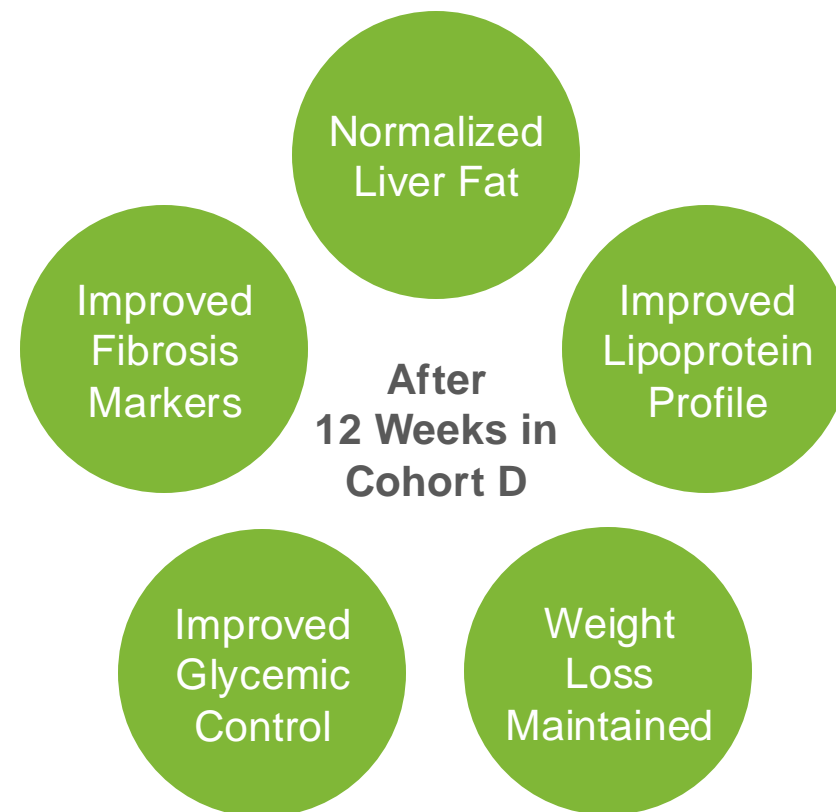 Normalized
Liver Fat
Improved
Fibrosis
Markers
Improved
Lipoprotein
Profile
After
12 Weeks in
Cohort D
Improved
Glycemic
Control
Weight
Loss
Maintained